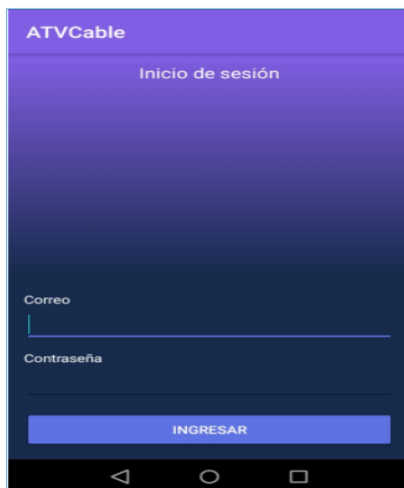 ATVCable
Inicio de sesión
Correo
Contraseña
INGRESAR